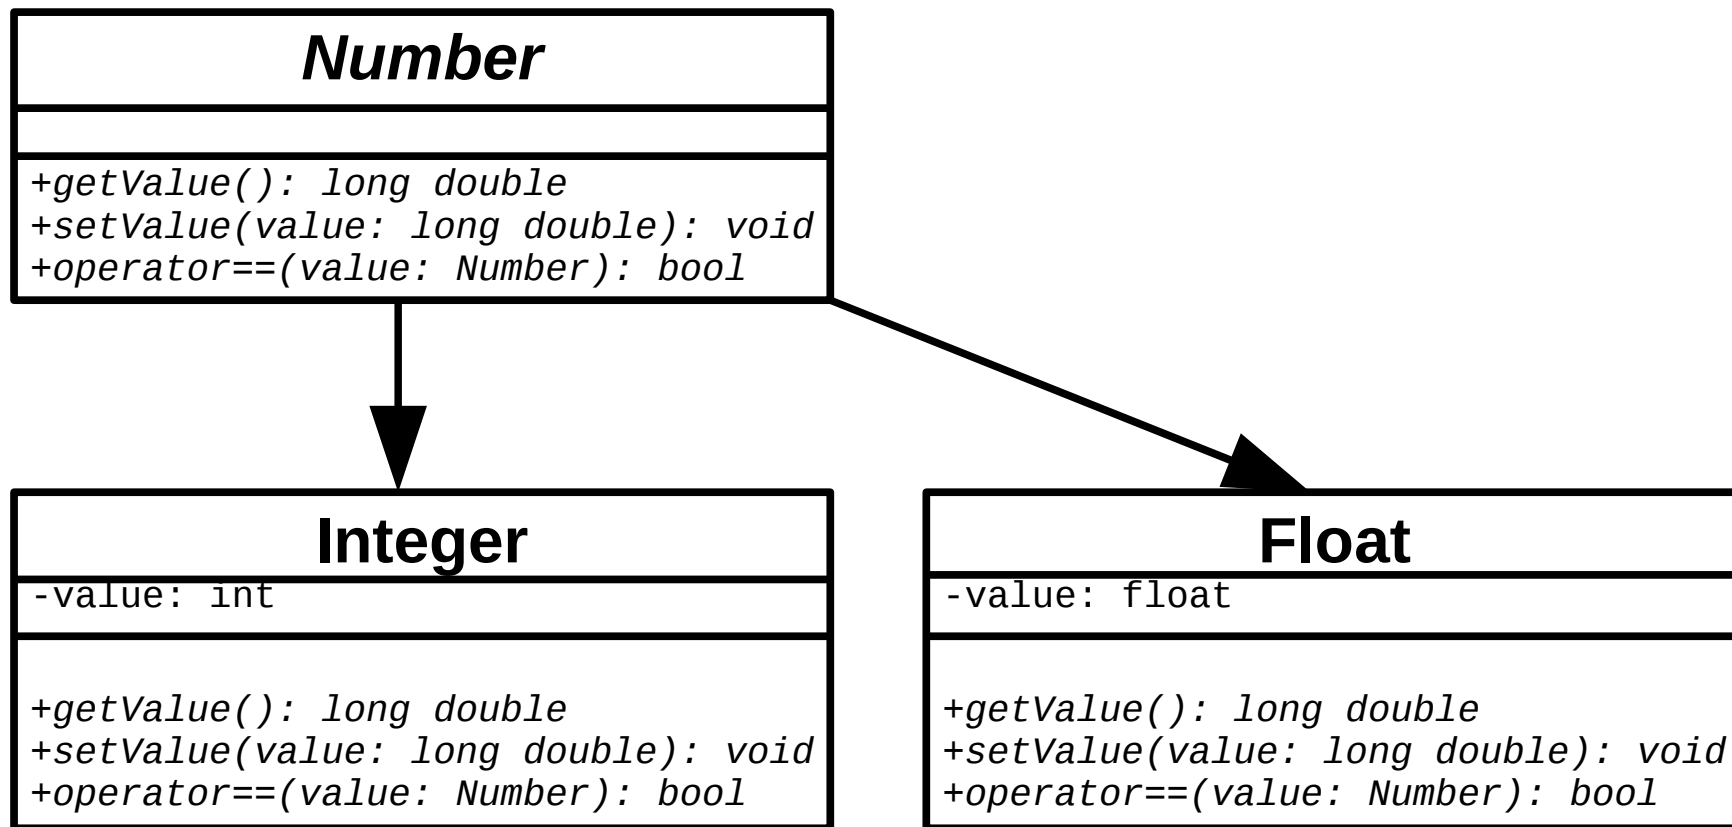 Number
+getValue(): long double
+setValue(value: long double): void
+operator==(value: Number): bool
Integer
-value: int
+getValue(): long double
+setValue(value: long double): void
+operator==(value: Number): bool
Float
-value: float
+getValue(): long double
+setValue(value: long double): void
+operator==(value: Number): bool